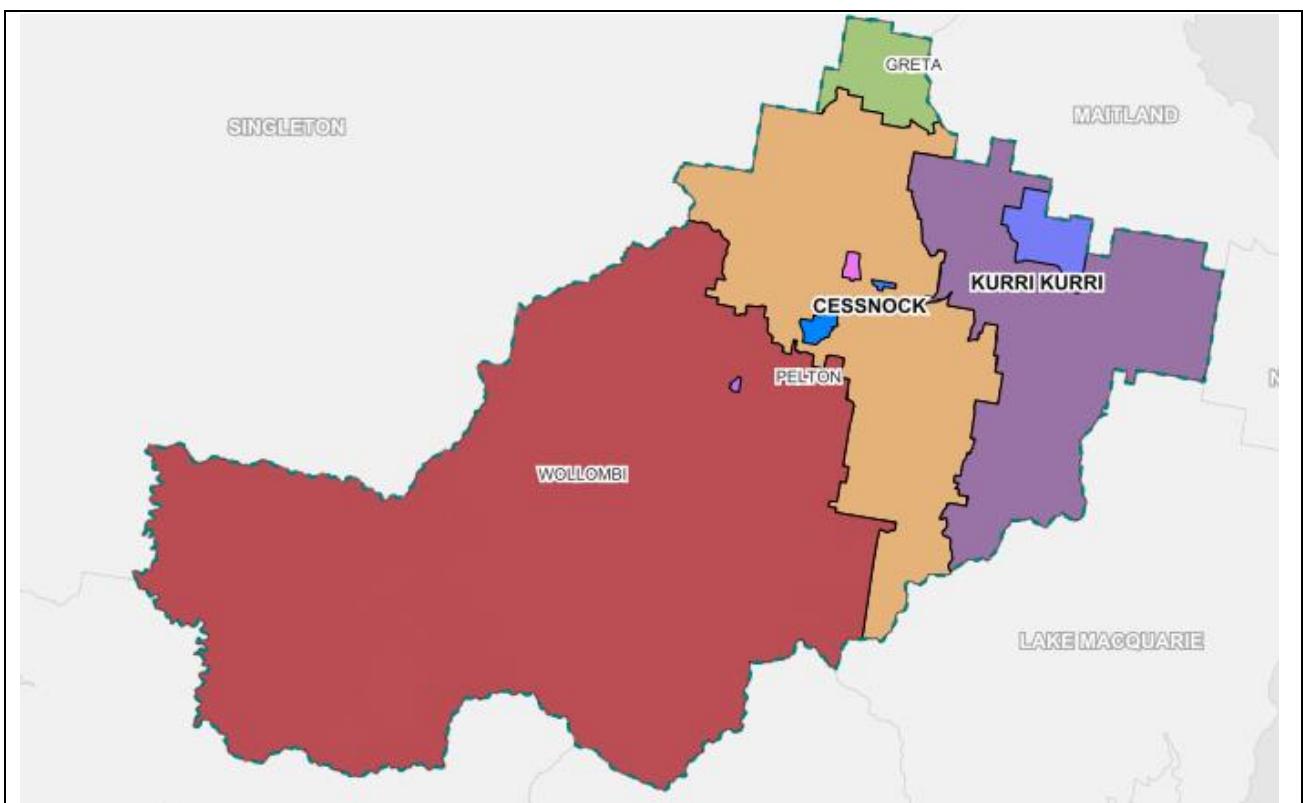 GRETA
SINGLETON
MAITLAND
KURRI KURRI
CESSNOCK
PELTON
WOLLOMBI
LAKE MACQUARIE